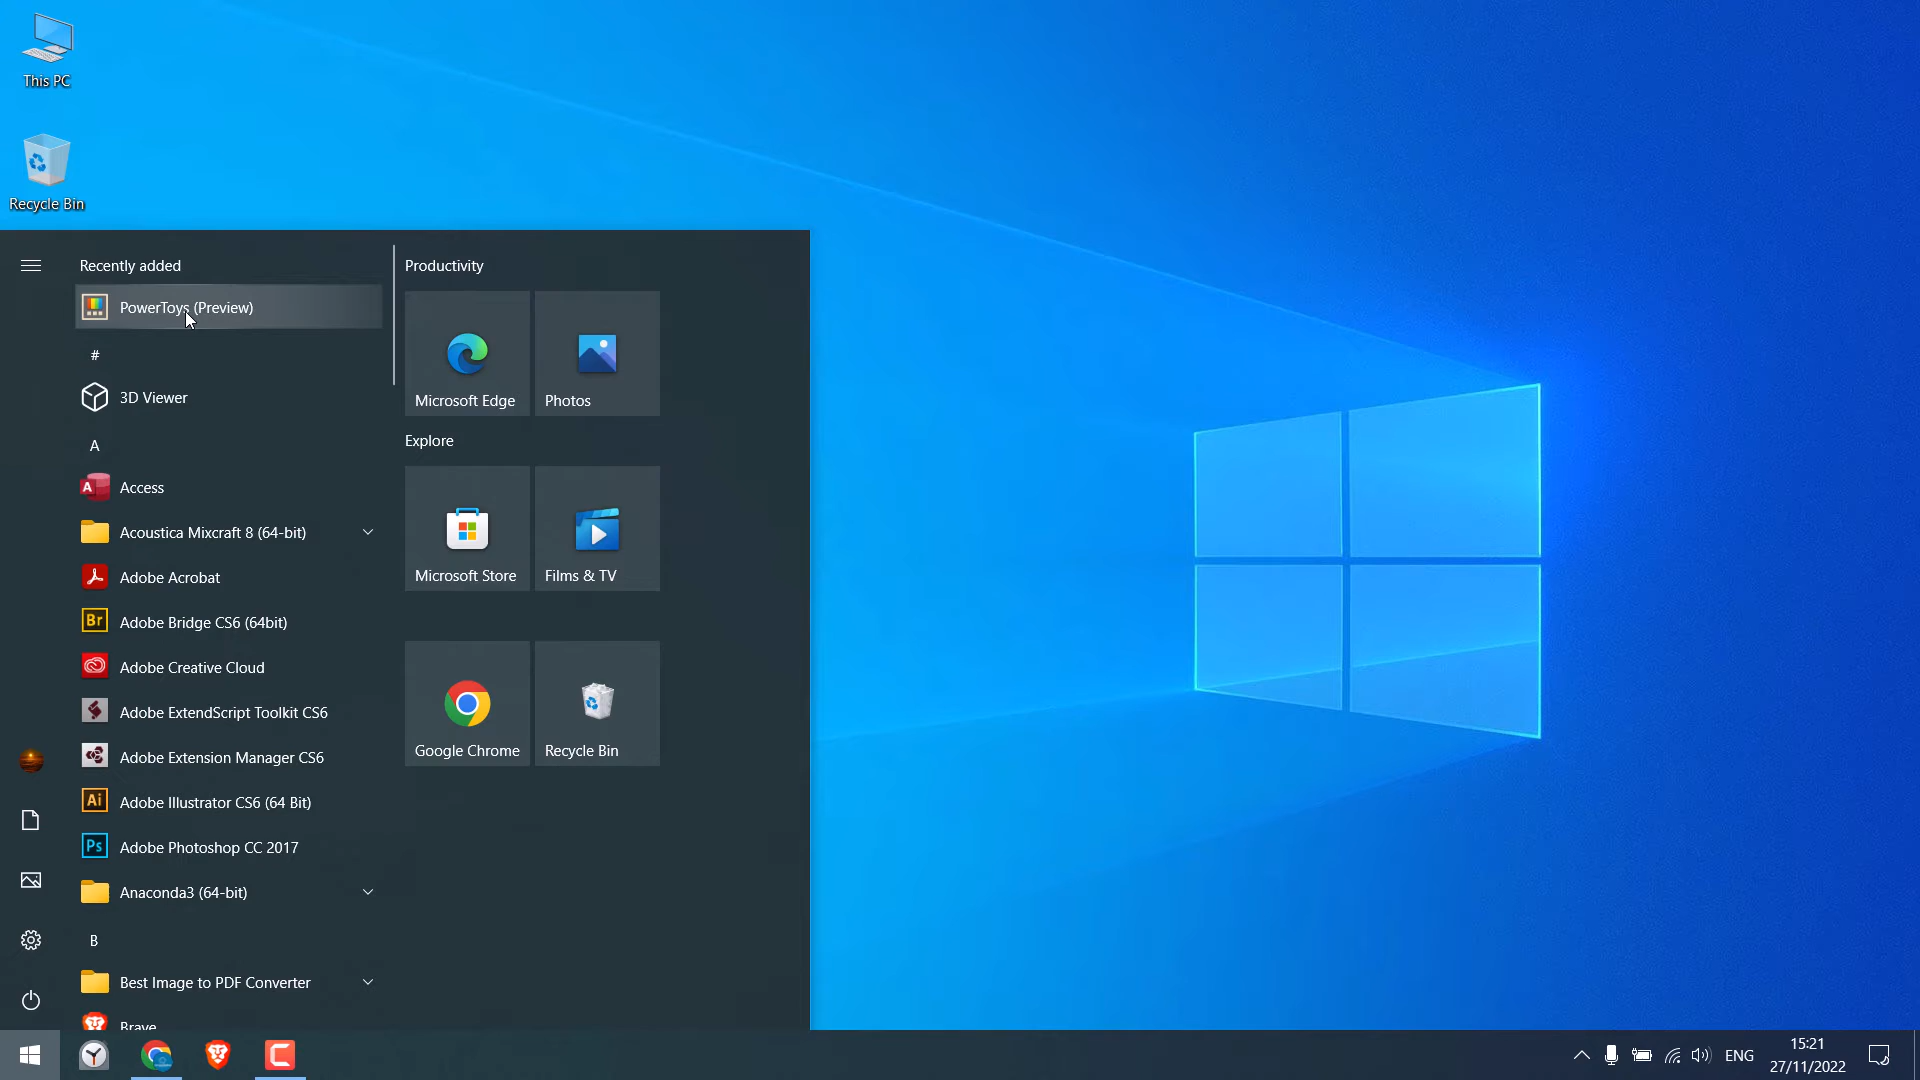 This PC
Recycle Bin
Recently added
PowerToys (Preview)
#
3D Viewer
A
Access
Acoustica Mixcraft 8 (64-bit)
Adobe Acrobat
Adobe Bridge CS6 (64bit)
Adobe Creative Cloud
Adobe ExtendScript Toolkit CS6
Adobe Extension Manager CS6
Adobe Illustrator CS6 (64 Bit)
Adobe Photoshop CC 2017
Anaconda3 (64-bit)
B
Best Image to PDF Converter
Brave
Productivity
Microsoft Edge
Photos
Explore
Microsoft Store
Films & TV
Google Chrome
Recycle Bin
ENG
15:21
27/11/2022